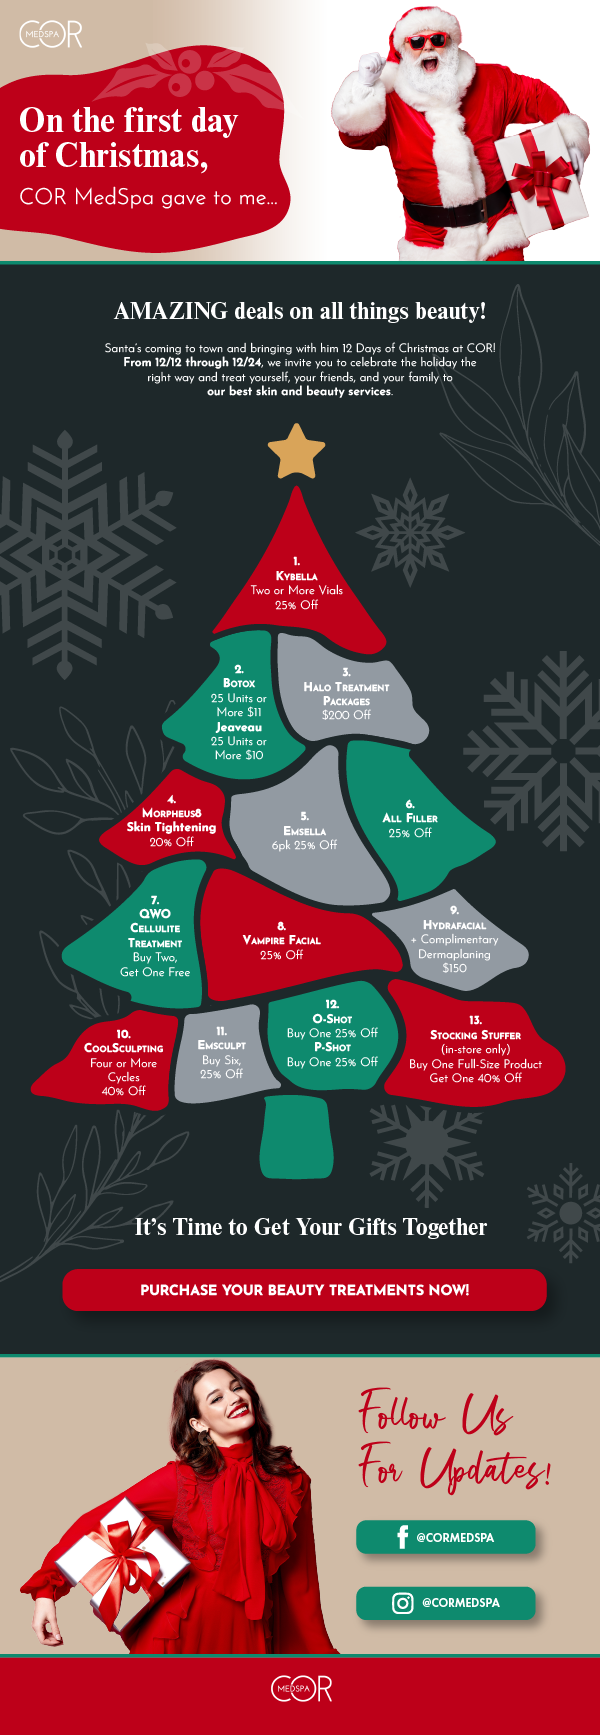 COR
MEDSPA
On the first day
of Christmas,
COR MedSpa gave to me...
AMAZING deals on all things beauty!
Santa's coming to town and bringing with him 12 Days of Christmas at COR!
From 12/12 through 12/24, we invite you to celebrate the holiday the
right way and treat yourself, your friends, and your family to
our best skin and beauty services.
1.
Kybella
Two or More Vials
25% Off
2.
Botox
25 Units or
More $11
Jeaveau
25 Units or
More $10
3.
Halo Treatment
Packages
$200 Off
4.
Morpheus8
Skin Tightening
20% Off
5.
Emsella
6pk 25% Off
6.
All Filler
25% Off
7.
QWO
Cellulite
Treatment
Buy Two,
Get One Free
8.
Vampire Facial
25% Off
9.
Hydrafacial
+ Complimentary
Dermaplaning
$150
10.
CoolSculpting
Four or More
Cycles
40% Off
11.
Emsculpt
Buy Six,
25% Off
12.
O-Shot
Buy One 25% Off
P-Shot
Buy One 25% Off
13.
Stocking Stuffer
(in-store only)
Buy One Full-Size Product
Get One 40% Off
It's Time to Get Your Gifts Together
PURCHASE YOUR BEAUTY TREATMENTS NOW!
Follow Us
For Updates!
@CORMEDSPA
@CORMEDSPA
COR
MEDSPA